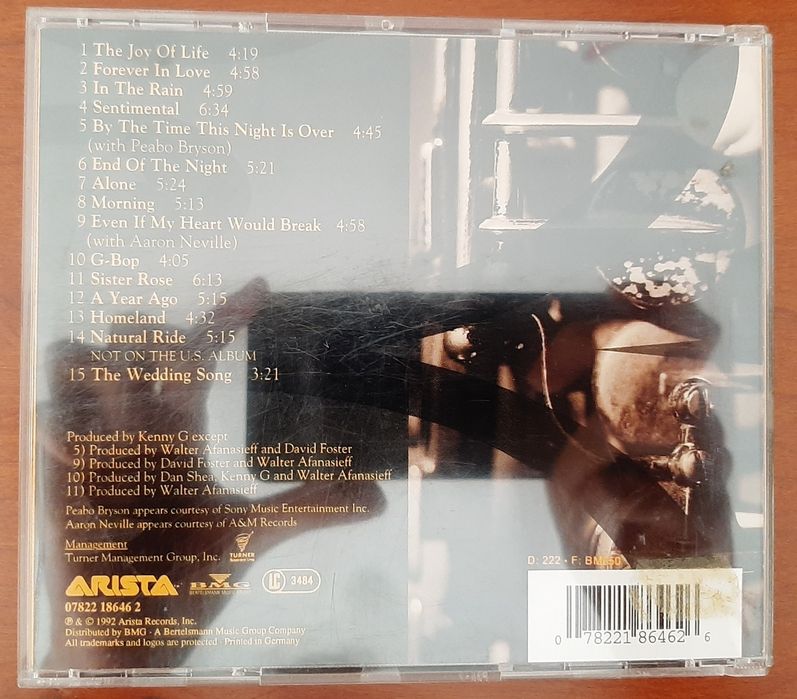 1 The Joy Of Life 4:19
2 Forever In Love 4:58
3 In The Rain 4:59
4 Sentimental 6:34
5 By The Time This Night Is Over 4:45
(with Peabo Bryson)
6 End Of The Night 5:21
7 Alone 5:24
8 Morning 5:13
9 Even If My Heart Would Break 4:58
(with Aaron Neville)
10 G-Bop 4:05
11 Sister Rose 6:13
12 A Year Ago 5:15
13 Homeland 4:32
14 Natural Ride 5:15
NOT ON THE U.S. ALBUM
15 The Wedding Song 3:21
Produced by Kenny G except
5) Produced by Walter Afanasieff and David Foster
9) Produced by David Foster and Walter Afanasieff
10) Produced by Dan Shea, Kenny G and Walter Afanasieff
11) Produced by Walter Afanasieff
Peabo Bryson appears courtesy of Sony Music Entertainment Inc.
Aaron Neville appears courtesy of A&M Records
Management
Turner Management Group, Inc.
TURNER
ARISTA BMG LC 3484
BERTELSMANN MUSIC GROUP
07822 18646 2
℗ & © 1992 Arista Records, Inc.
Distributed by BMG · A Bertelsmann Music Group Company
All trademarks and logos are protected · Printed in Germany
D: 222 · F: BM650
0 78221 86462 6